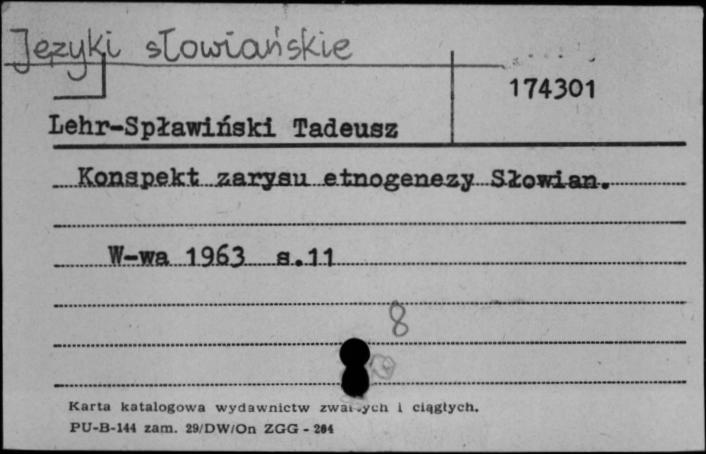 Języki słowiańskie
174301
Lehr-Spławiński Tadeusz
Konspekt zarysu etnogenezy Słowian.
W-wa 1963 s.11
8
Karta katalogowa wydawnictw zwartych i ciągłych.
PU-B-144 zam. 29/DW/On ZGG - 204